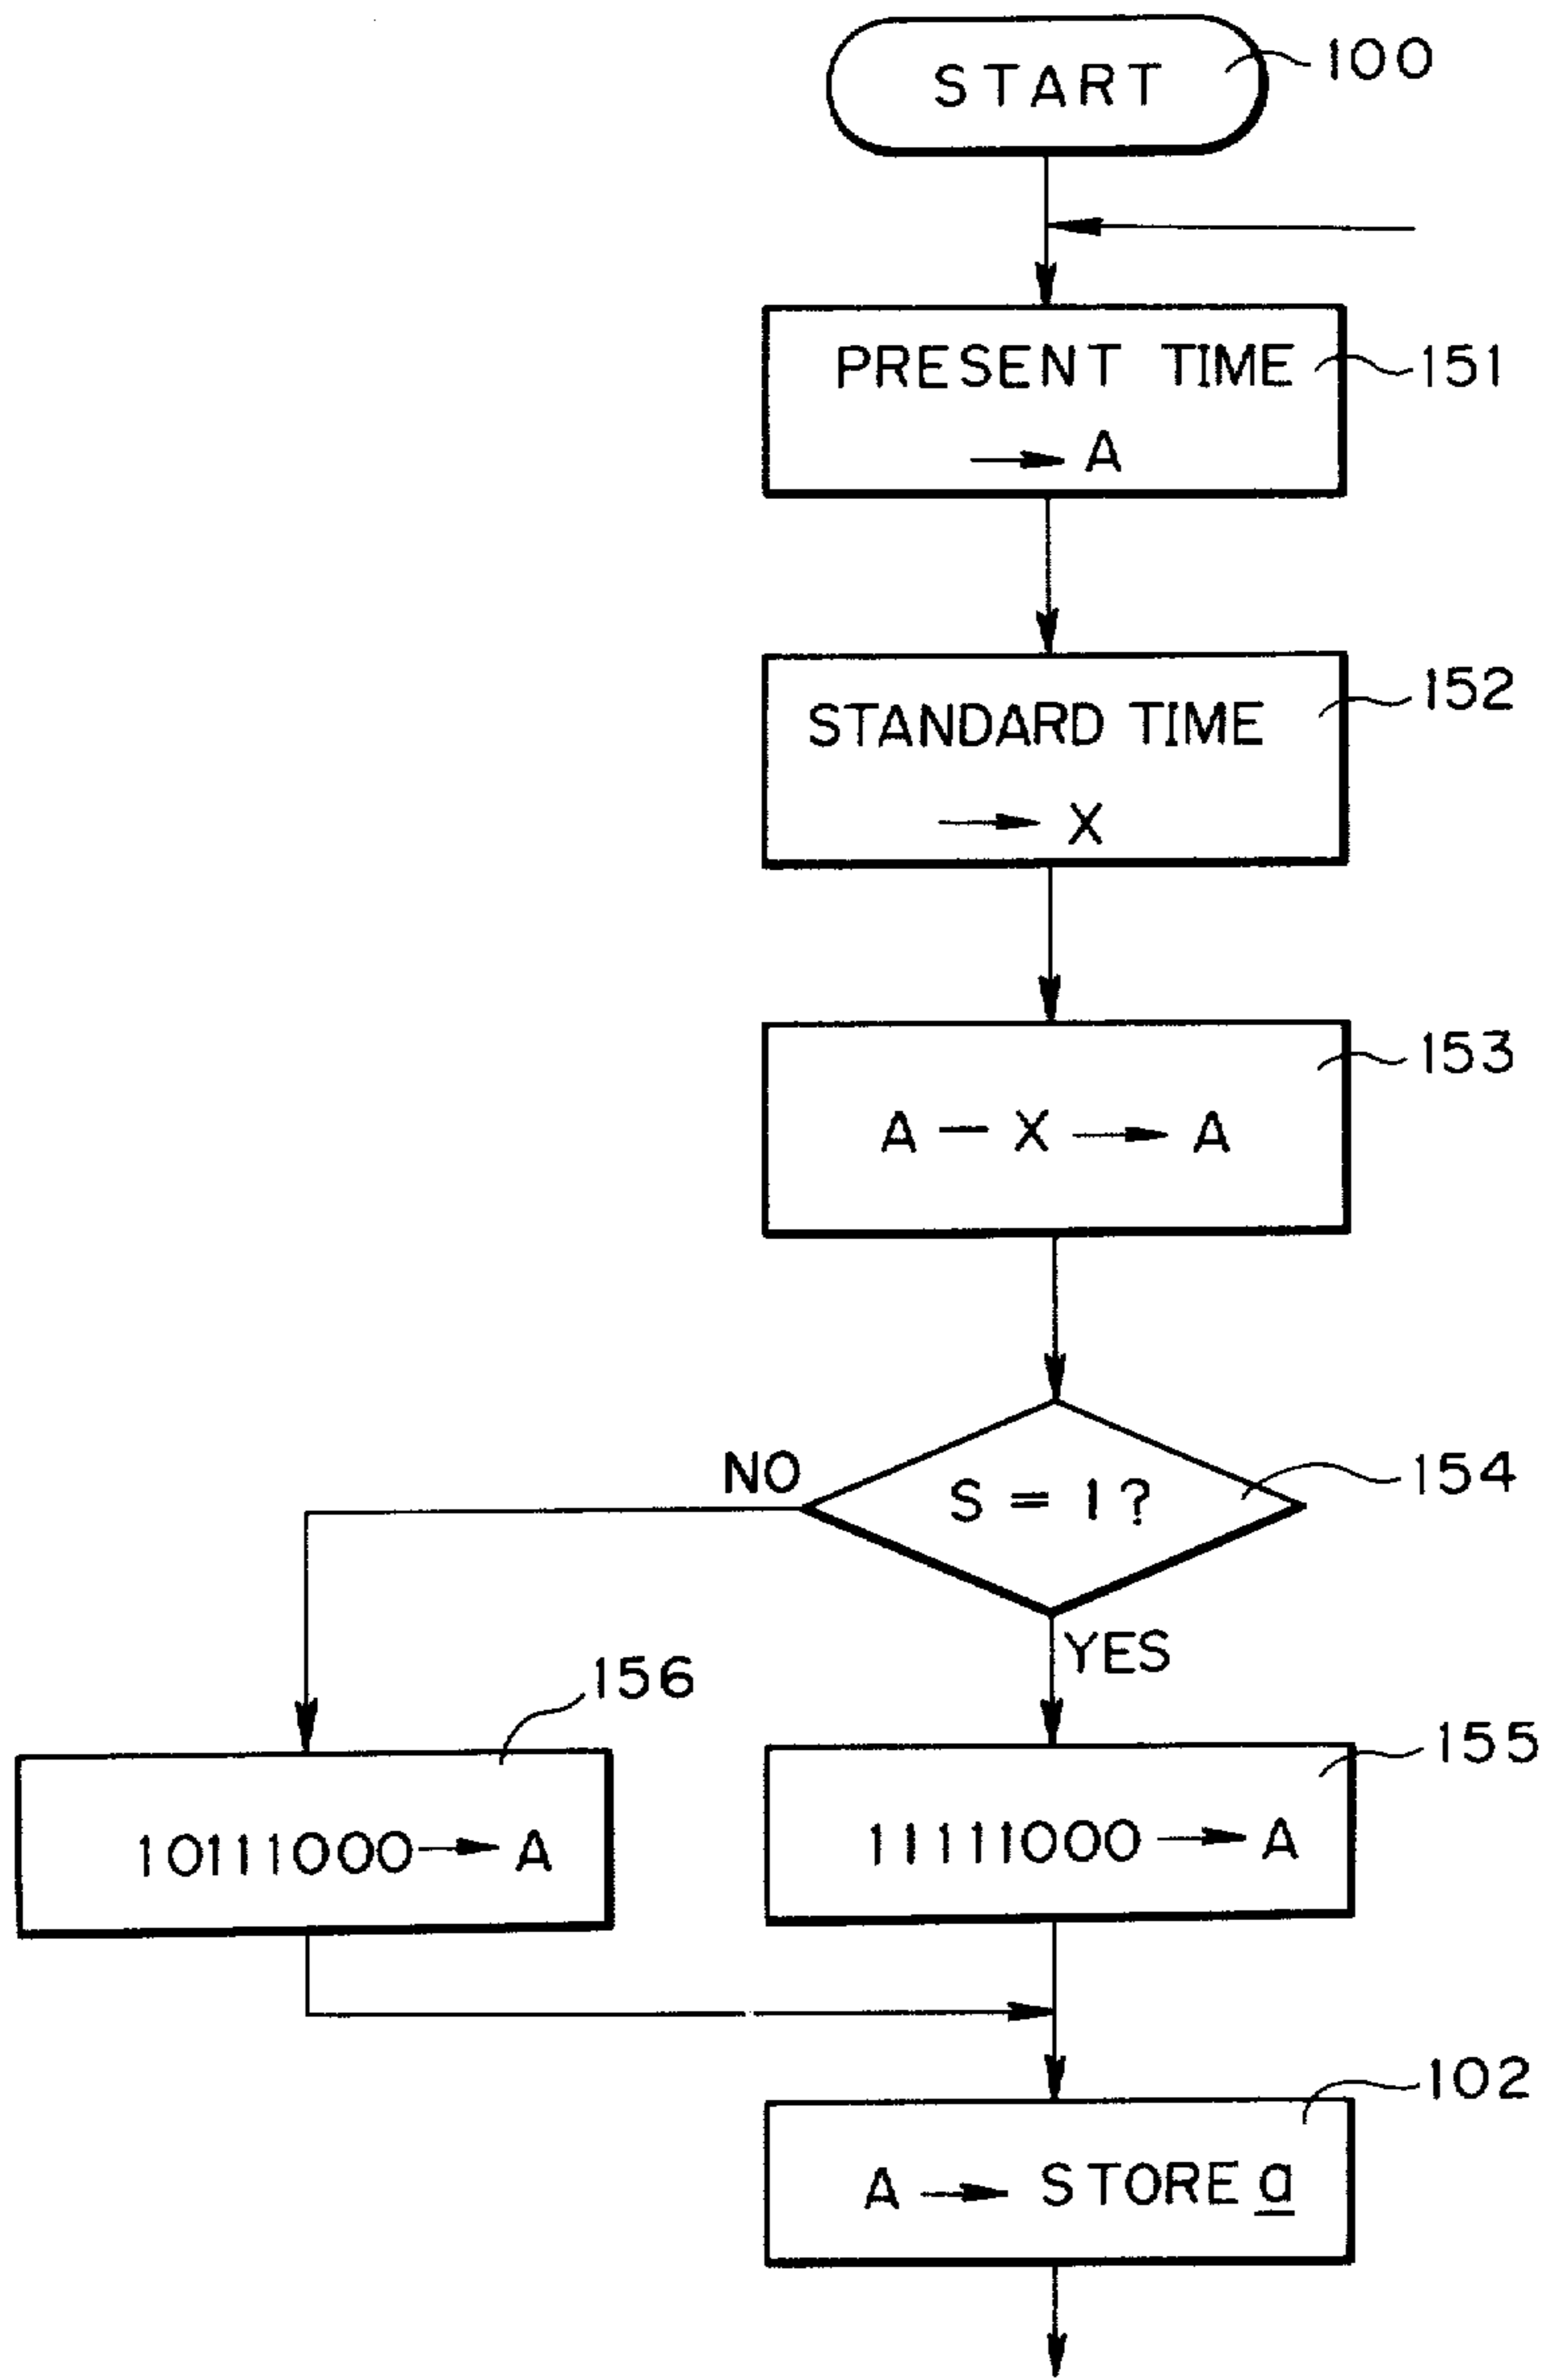 START
100
PRESENT TIME
→ A
151
STANDARD TIME
→ X
152
A — X → A
153
S = 1 ?
154
NO
YES
156
10111000 → A
155
11111000 → A
102
A → STORE a